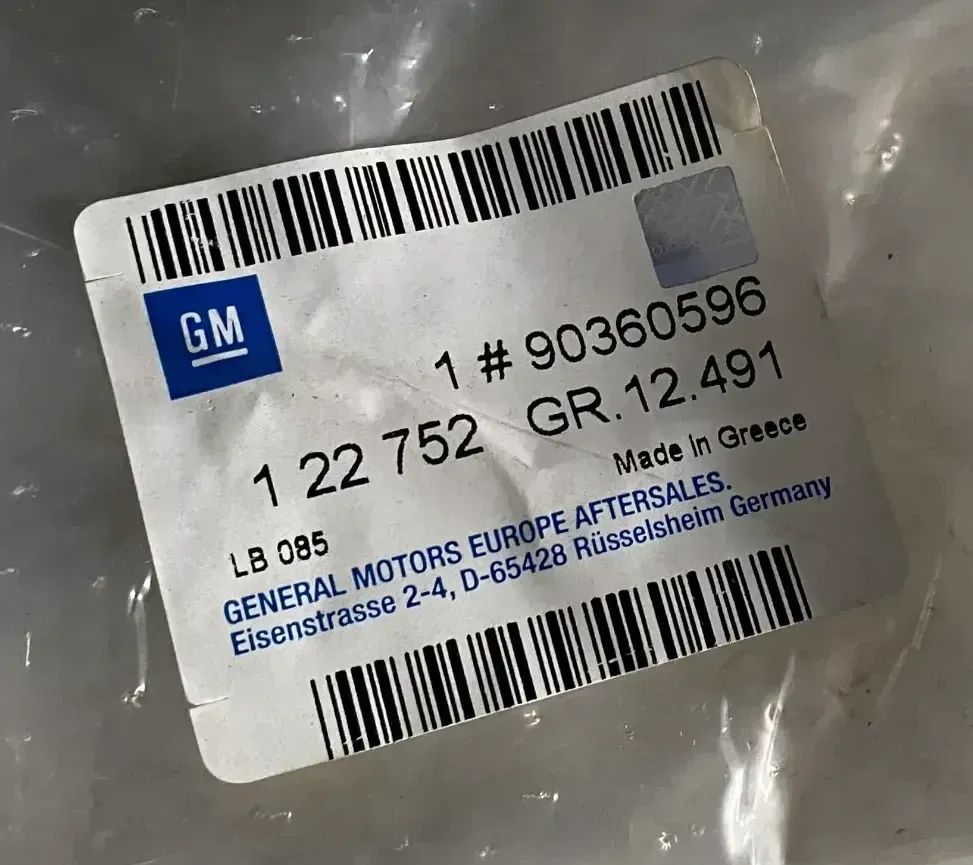 GM
1 # 90360596
1 22 752 GR.12.491
Made In Greece
LB 085
GENERAL MOTORS EUROPE AFTERSALES.
Eisenstrasse 2-4, D-65428 Rüsselsheim Germany